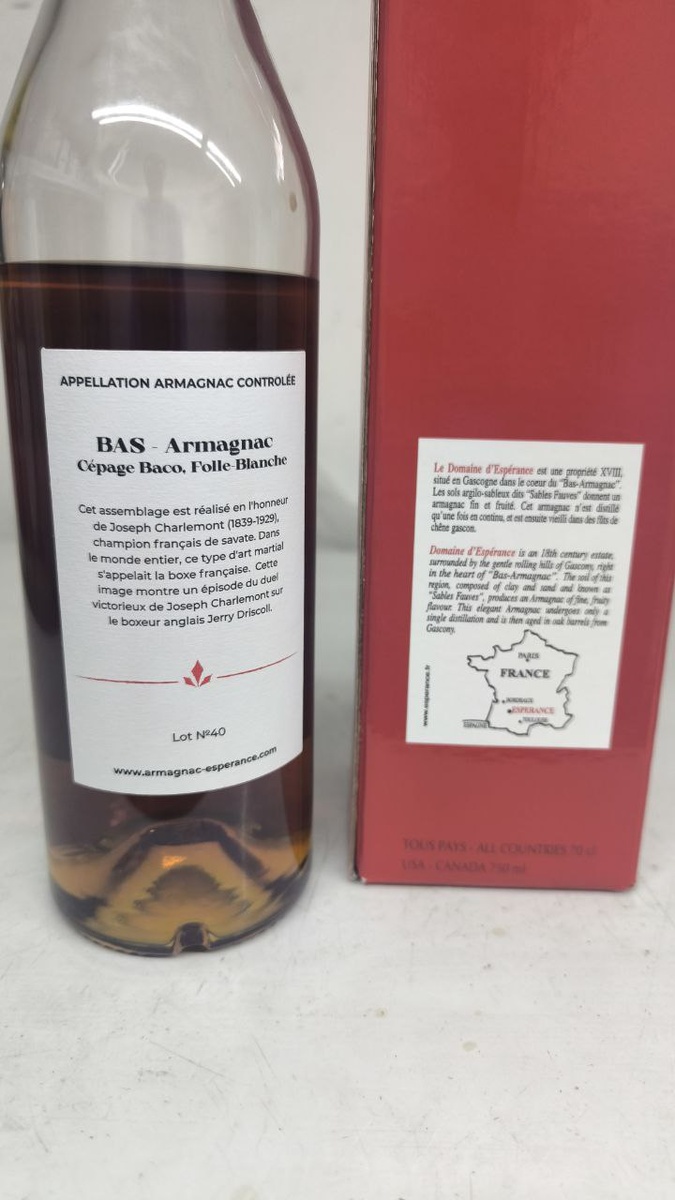 APPELLATION ARMAGNAC CONTROLÉE
BAS - Armagnac
Cépage Baco, Folle-Blanche
Cet assemblage est réalisé en l'honneur
de Joseph Charlemont (1839-1929),
champion français de savate. Dans
le monde entier, ce type d'art martial
s'appelait la boxe française. Cette
image montre un épisode du duel
victorieux de Joseph Charlemont sur
le boxeur anglais Jerry Driscoll.
Lot Nº40
www.armagnac-esperance.com
Le Domaine d'Espérance est une propriété XVIII,
situé en Gascogne dans le coeur du "Bas-Armagnac".
Les sols argilo-sableux dits "Sables Fauves" donnent un
armagnac fin et fruité. Cet armagnac n'est distillé
qu'une fois en continu, et est ensuite vieilli dans des fûts de
chêne gascon.
Domaine d'Espérance is an 18th century estate,
surrounded by the gentle rolling hills of Gascony, right
in the heart of "Bas-Armagnac". The soil of this
region, composed of clay and sand and known as
"Sables Fauves", produces an Armagnac of fine, fruity
flavour. This elegant Armagnac undergoes only a
single distillation and is then aged in oak barrels from
Gascony.
www.esperance.fr
PARIS
FRANCE
BORDEAUX
ESPERANCE
TOULOUSE
ESPAGNE
TOUS PAYS - ALL COUNTRIES 70 cl
USA - CANADA 750 ml